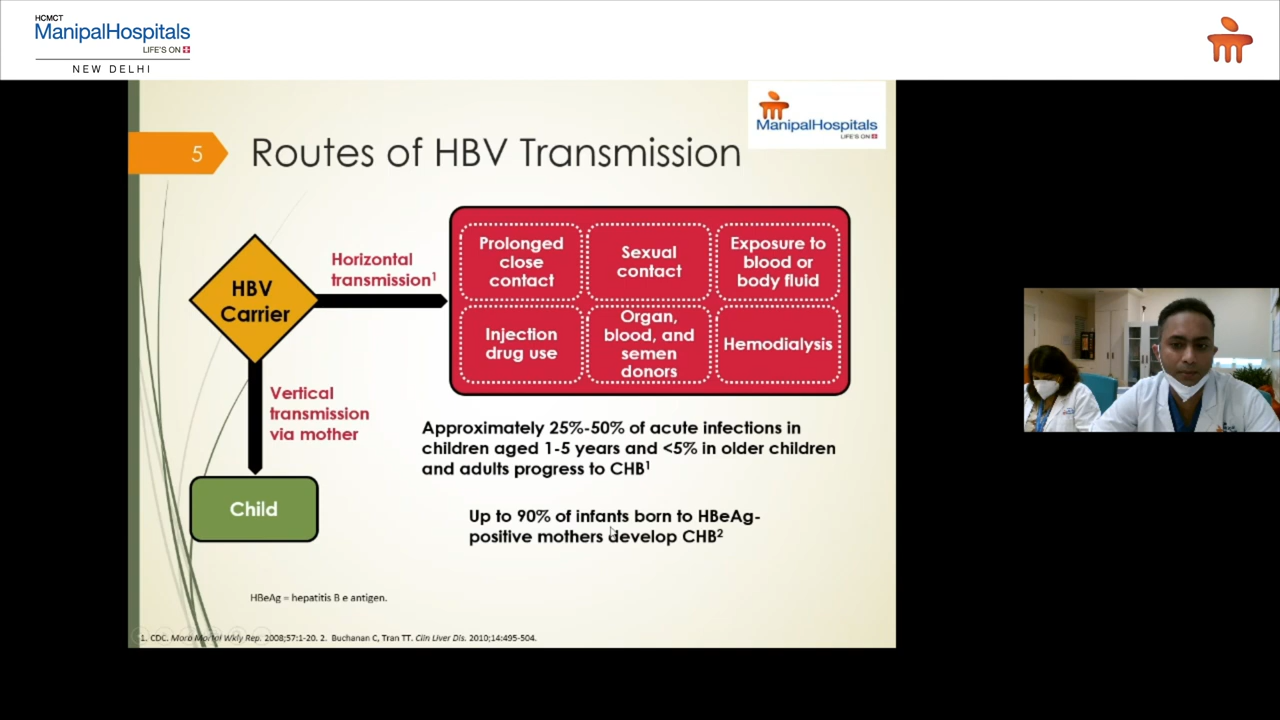 HCMCT
ManipalHospitals
LIFE'S ON
NEW DELHI
ManipalHospitals
LIFE'S ON
5
Routes of HBV Transmission
HBV
Carrier
Horizontal
transmission¹
Prolonged
close
contact
Sexual
contact
Exposure to
blood or
body fluid
Injection
drug use
Organ,
blood, and
semen
donors
Hemodialysis
Vertical
transmission
via mother
Child
Approximately 25%-50% of acute infections in
children aged 1-5 years and <5% in older children
and adults progress to CHB¹
Up to 90% of infants born to HBeAg-
positive mothers develop CHB²
HBeAg = hepatitis B e antigen.
1. CDC. Morb Mortal Wkly Rep. 2008;57:1-20. 2. Buchanan C, Tran TT. Clin Liver Dis. 2010;14:495-504.